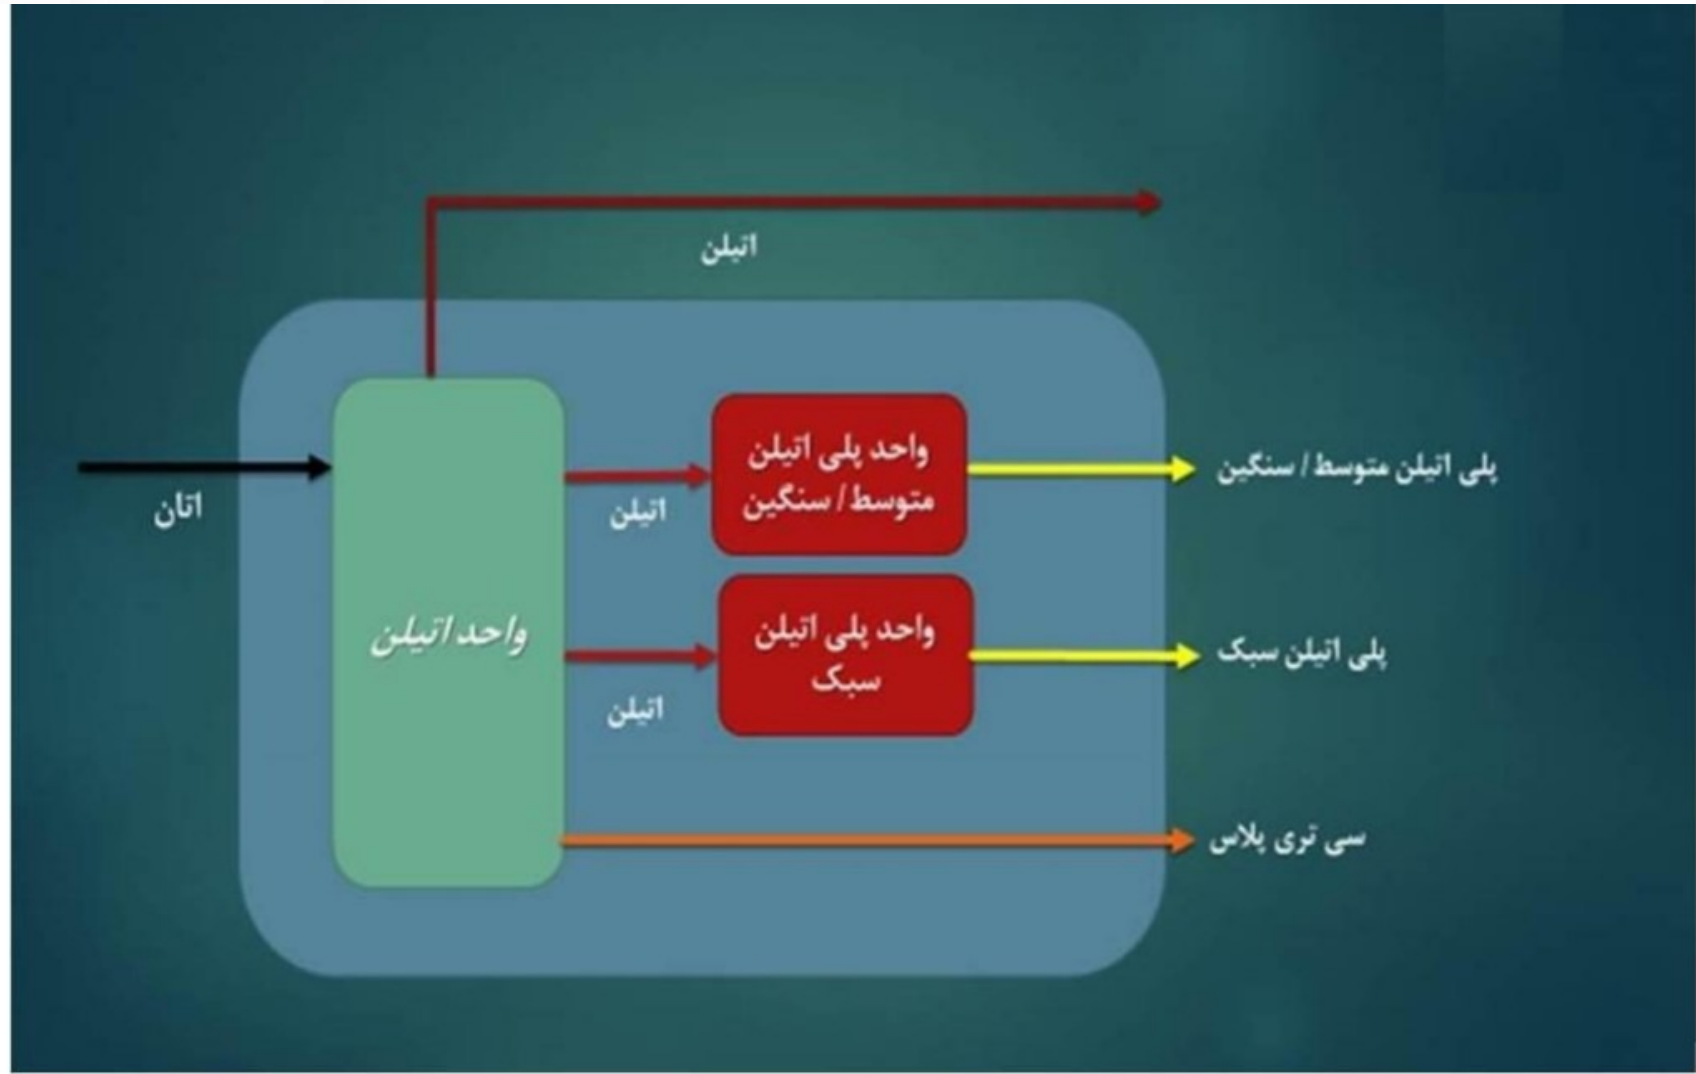 اتیلن
واحد پلی اتیلن
متوسط / سنگین
پلی اتیلن متوسط / سنگین
اتان
اتیلن
واحد اتیلن
واحد پلی اتیلن
سبک
پلی اتیلن سبک
اتیلن
سی تری پلاس